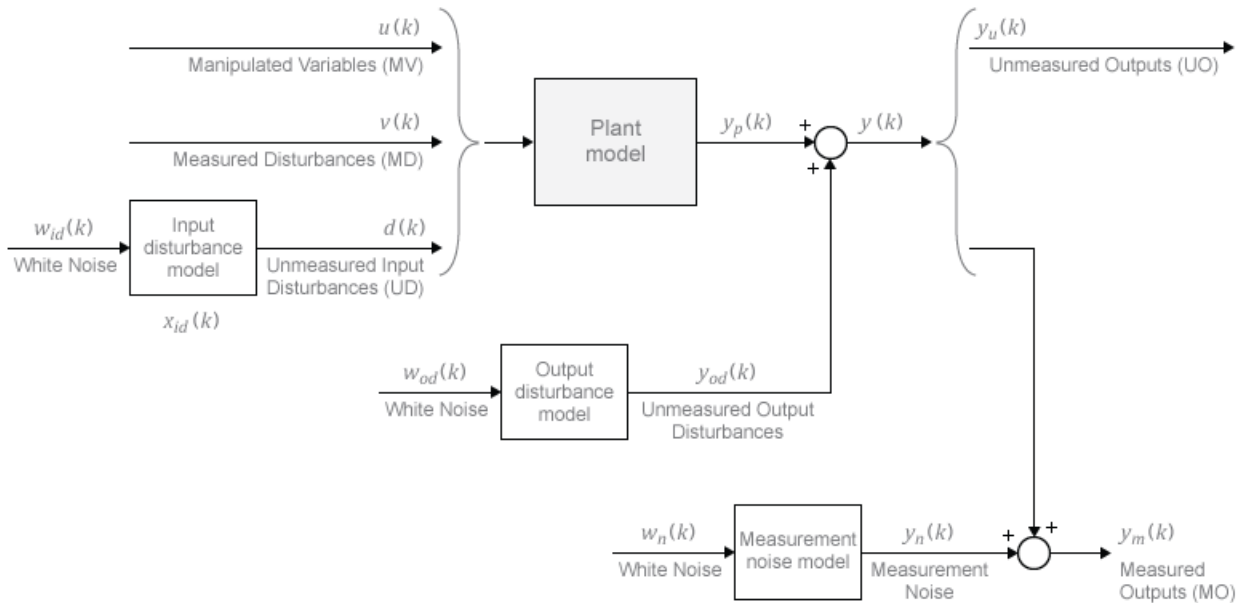 u(k)
Manipulated Variables (MV)
v(k)
Measured Disturbances (MD)
w_id(k)
White Noise
Input
disturbance
model
x_id(k)
d(k)
Unmeasured Input
Disturbances (UD)
Plant
model
y_p(k)
+
+
y(k)
y_u(k)
Unmeasured Outputs (UO)
w_od(k)
White Noise
Output
disturbance
model
y_od(k)
Unmeasured Output
Disturbances
w_n(k)
White Noise
Measurement
noise model
y_n(k)
Measurement
Noise
+
+
y_m(k)
Measured
Outputs (MO)